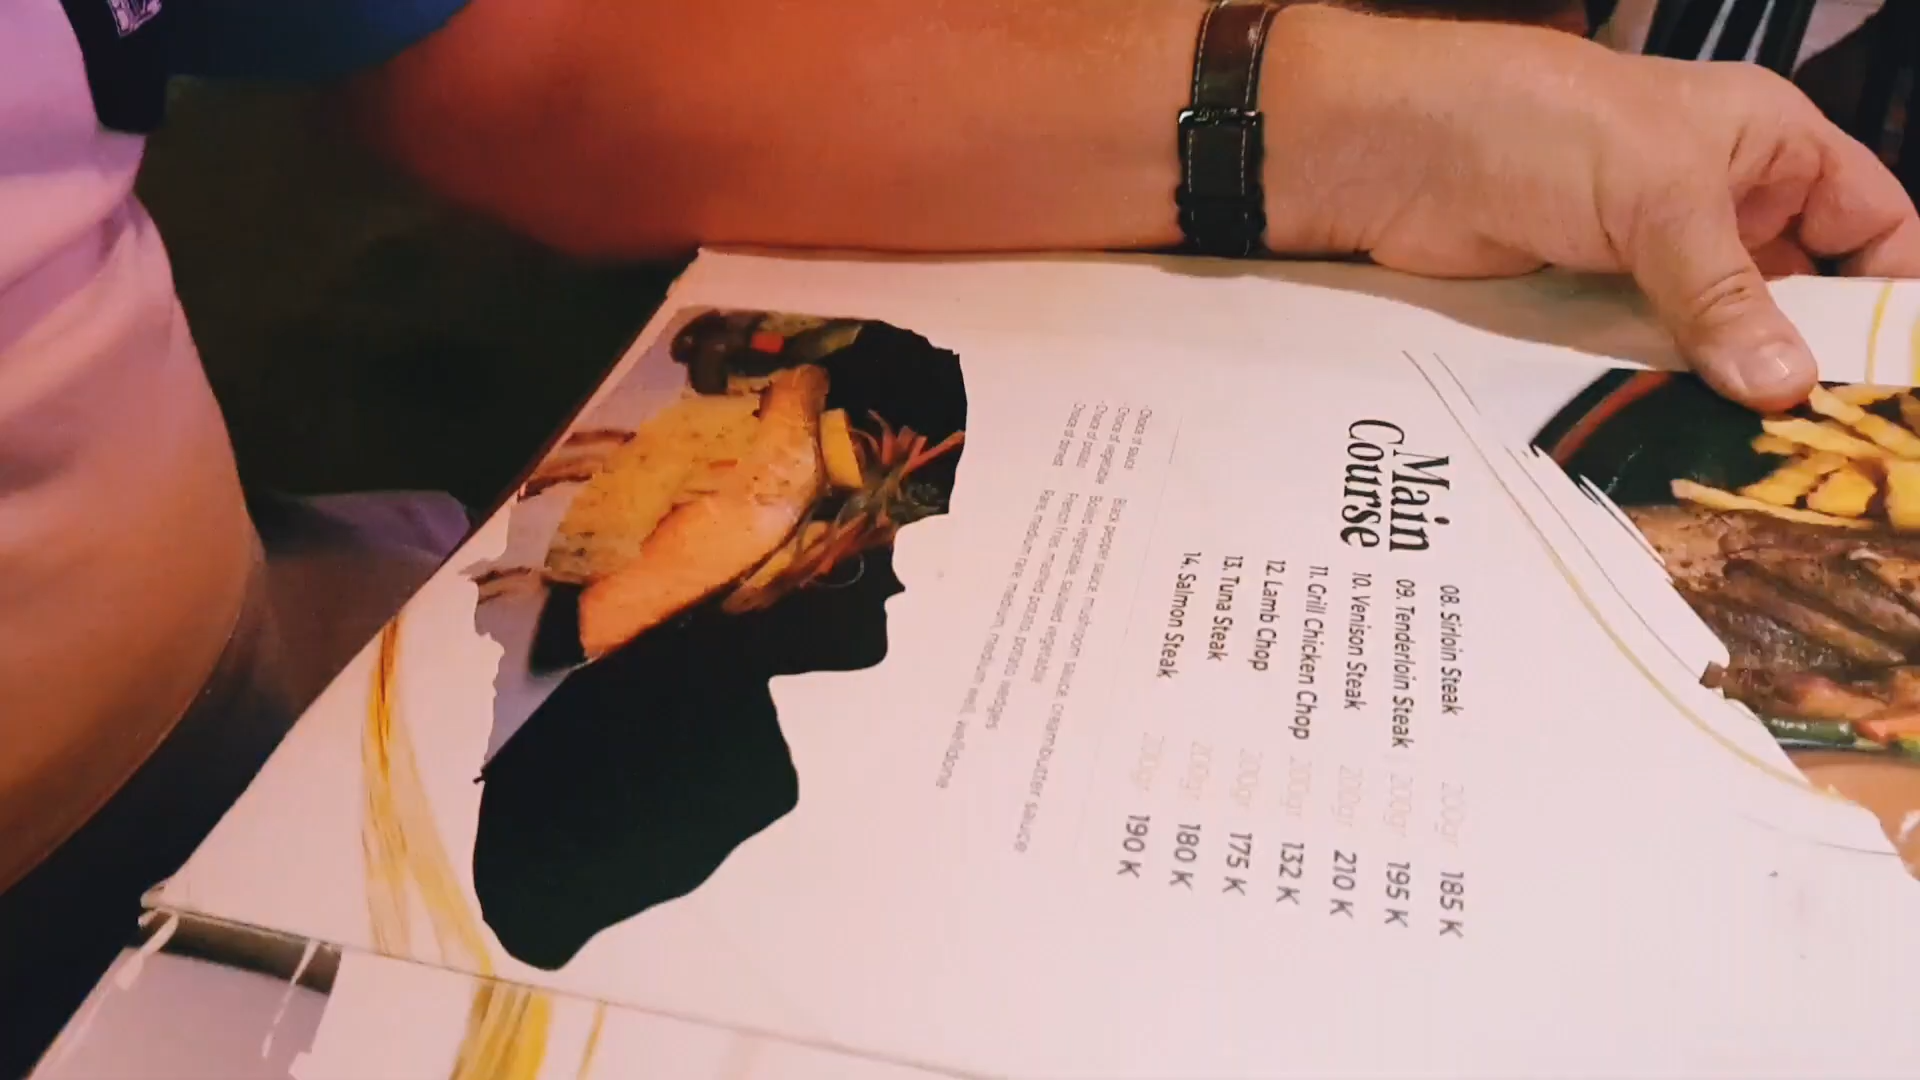 Main
Course
08. Sirloin Steak 200gr 185 K
09. Tenderloin Steak 200gr 195 K
10. Venison Steak 200gr 210 K
11. Grill Chicken Chop 200gr 132 K
12. Lamb Chop 200gr 175 K
13. Tuna Steak 200gr 180 K
14. Salmon Steak 200gr 190 K
- Choice of sauce Black pepper sauce, mushroom sauce, creambutter sauce
- Choice of vegetable Boiled vegetable, sauteed vegetable
- Choice of potato French fries, mashed potato, potato wedges
- Choice of Rare, medium rare, medium, medium well, welldone